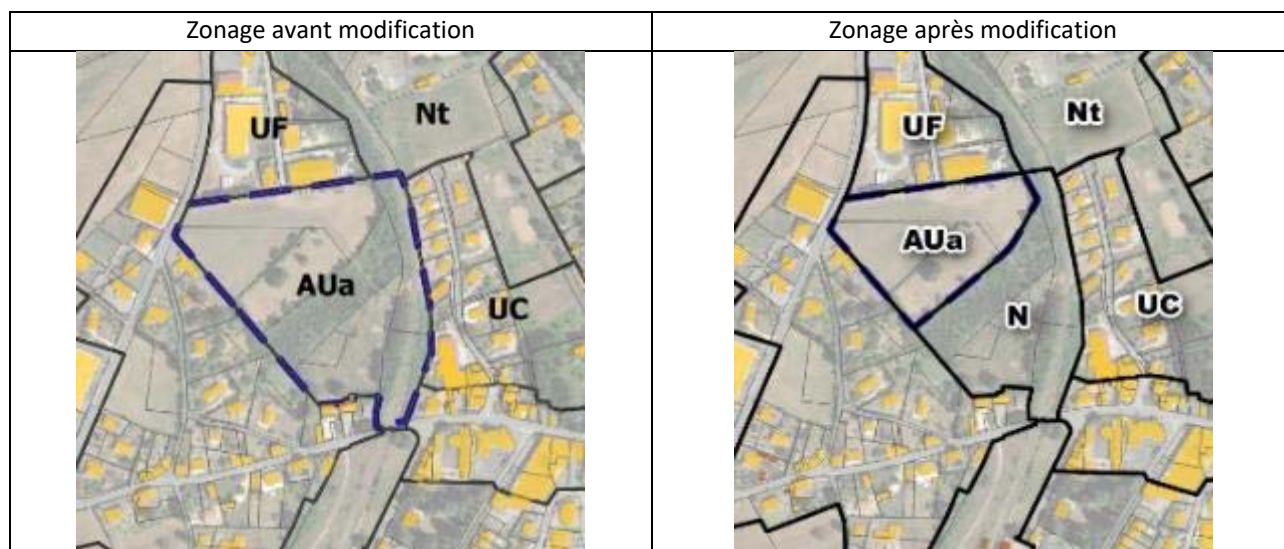 Zonage avant modification
Zonage après modification
UF
Nt
AUa
UC
UF
Nt
AUa
N
UC